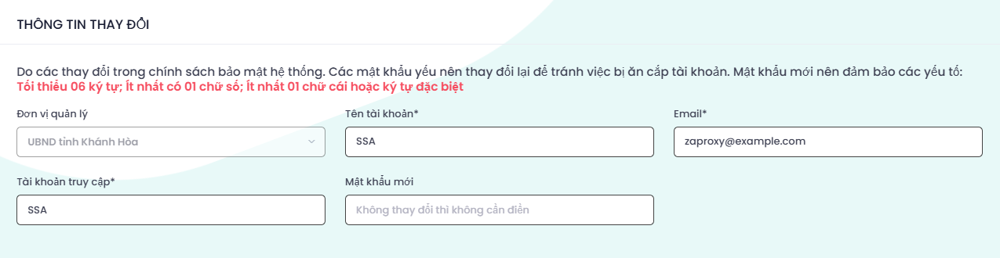 THÔNG TIN THAY ĐỔI
Do các thay đổi trong chính sách bảo mật hệ thống. Các mật khẩu yếu nên thay đổi lại để tránh việc bị ăn cắp tài khoản. Mật khẩu mới nên đảm bảo các yếu tố:
Tối thiểu 06 ký tự; Ít nhất có 01 chữ số; Ít nhất 01 chữ cái hoặc ký tự đặc biệt
Đơn vị quản lý
Tên tài khoản*
Email*
UBND tỉnh Khánh Hòa
SSA
zaproxy@example.com
Tài khoản truy cập*
Mật khẩu mới
SSA
Không thay đổi thì không cần điền